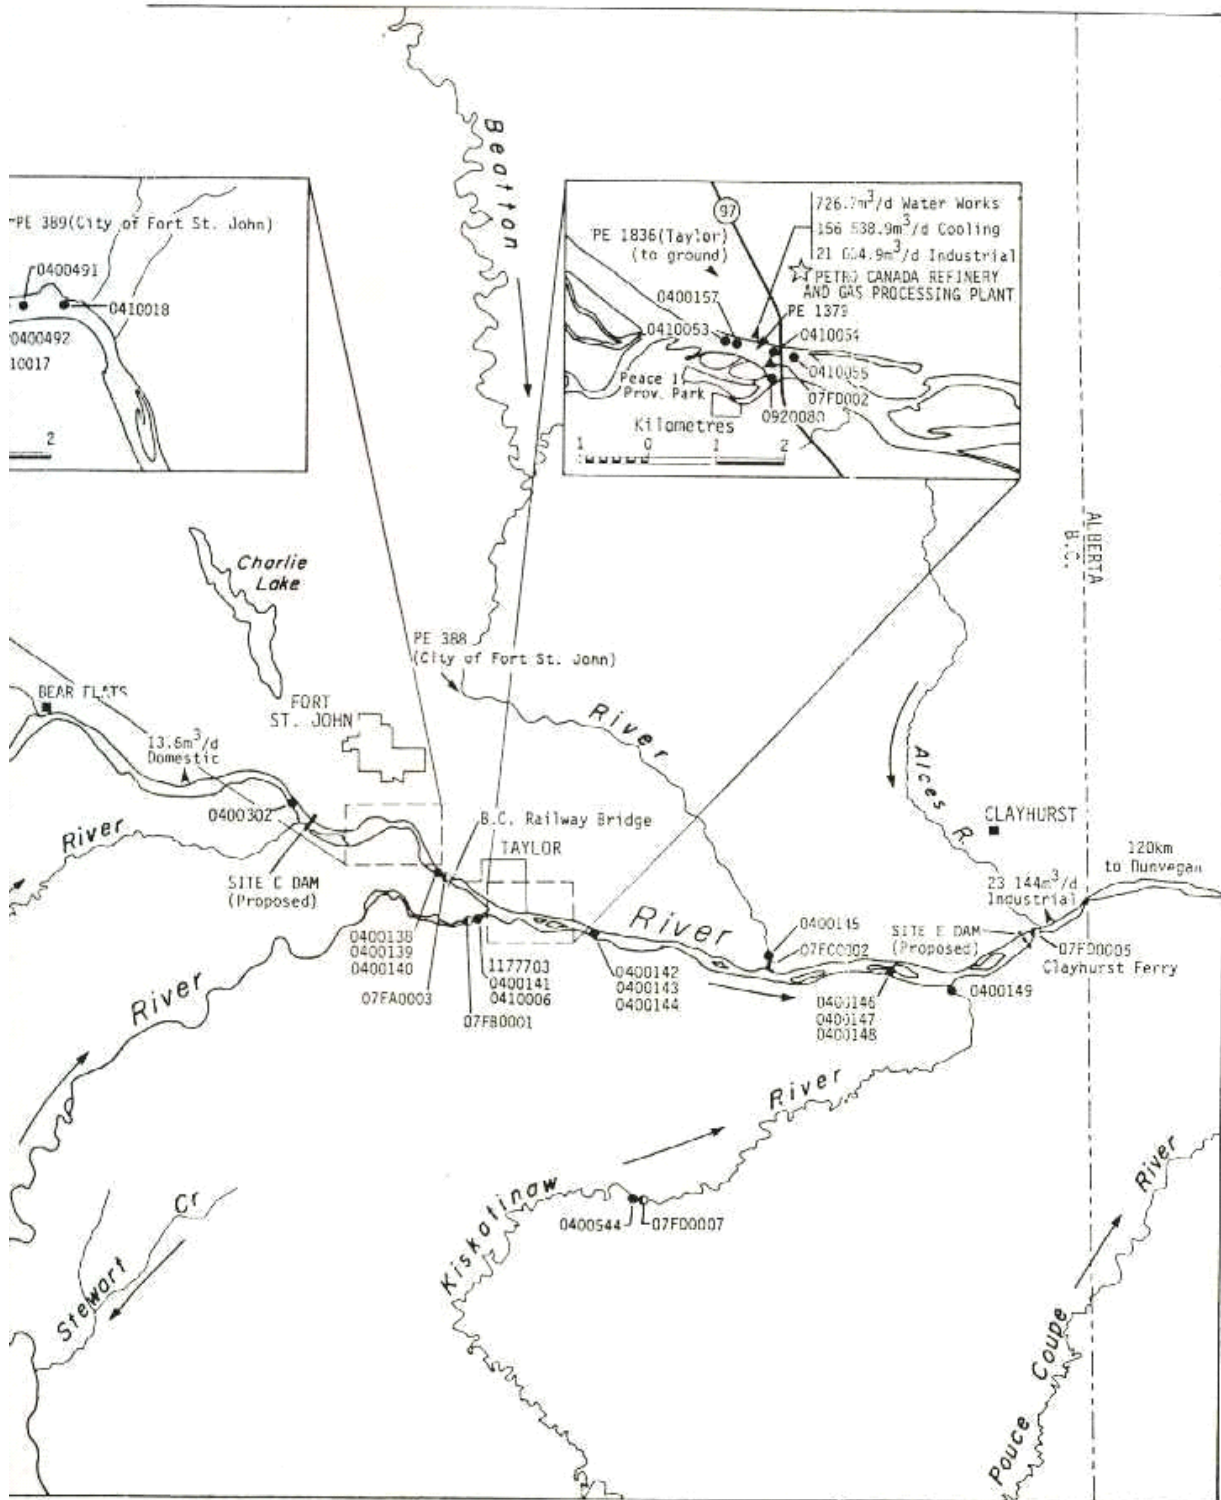 Beatton
PE 389(City of Fort St. John)
0400491
0410018
0400492
10017
2
97
726.7m³/d Water Works
156 538.9m³/d Cooling
/d Industrial
PE 1836(Taylor)
(to ground)
PETRO CANADA REFINERY
AND GAS PROCESSING PLANT
0400157
PE 1379
0410053
0410054
0410055
Peace
Prov. Park
07FD002
0920080
Kilometres
1 0 1 2
ALBERTA
B.C.
Charlie
Lake
PE 388
(City of Fort St. John)
BEAR FLATS
FORT
ST. JOHN
River
13.6m³/d
Domestic
Alces
R.
0400302
B.C. Railway Bridge
CLAYHURST
River
TAYLOR
120km
to Dunvegan
SITE C DAM
(Proposed)
23 144m³/d
Industrial
River
0400145
SITE E DAM
(Proposed)
0400138
0400139
0400140
07FC0002
07FD0005
Clayhurst Ferry
1177703
0400141
0410006
0400142
0400143
0400144
07FA0003
0400149
River
07FB0001
0400146
0400147
0400148
River
Kiskatinaw
0400544
07FD0007
River
Cr
Stewart
Coupe
Pouce